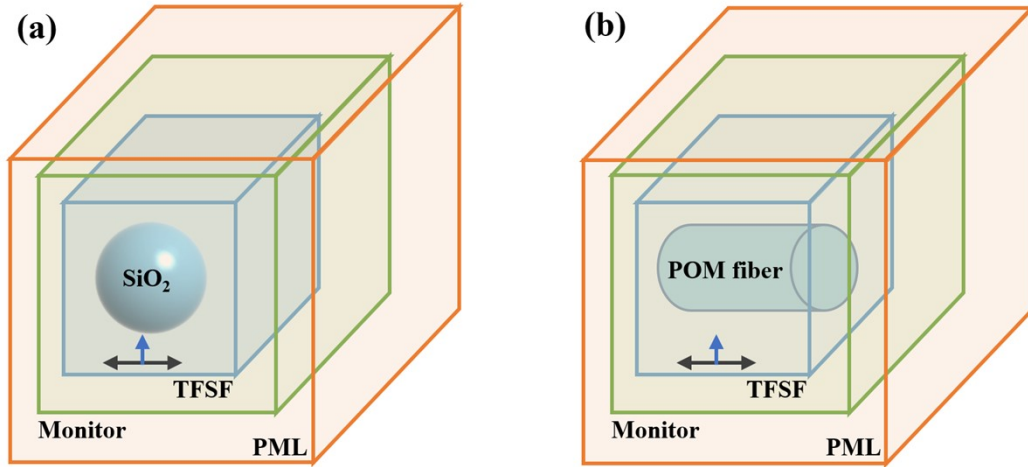 (a)
SiO₂
TFSF
Monitor
PML
(b)
POM fiber
TFSF
Monitor
PML